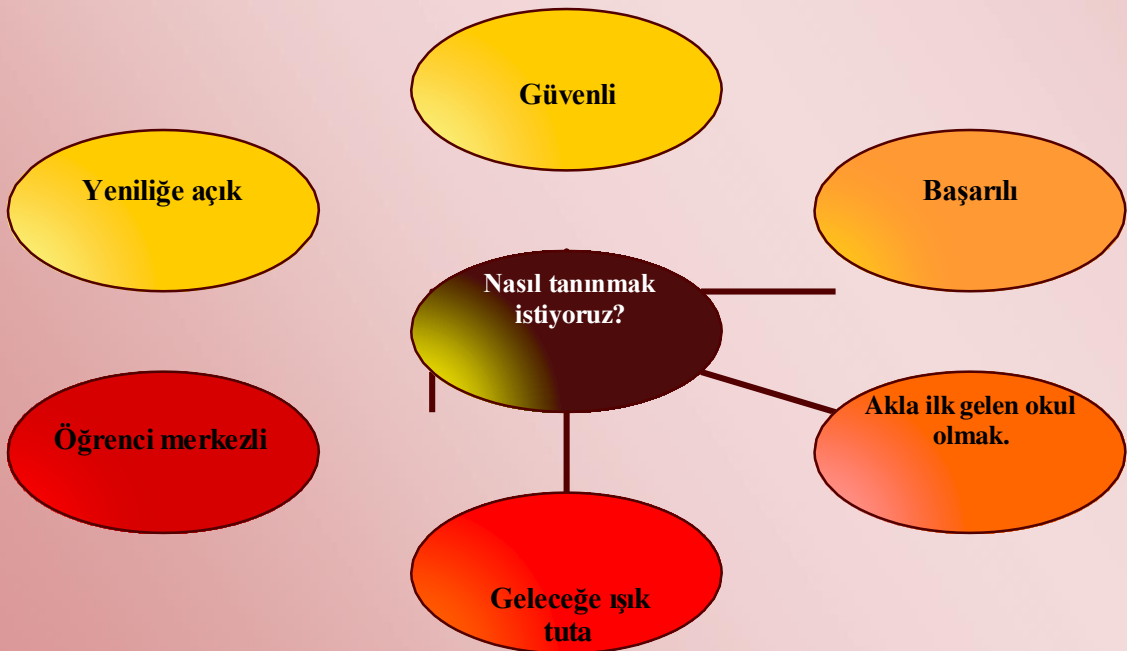 Güvenli
Yeniliğe açık
Başarılı
Nasıl tanınmak
istiyoruz?
Öğrenci merkezli
Akla ilk gelen okul
olmak.
Geleceğe ışık
tuta